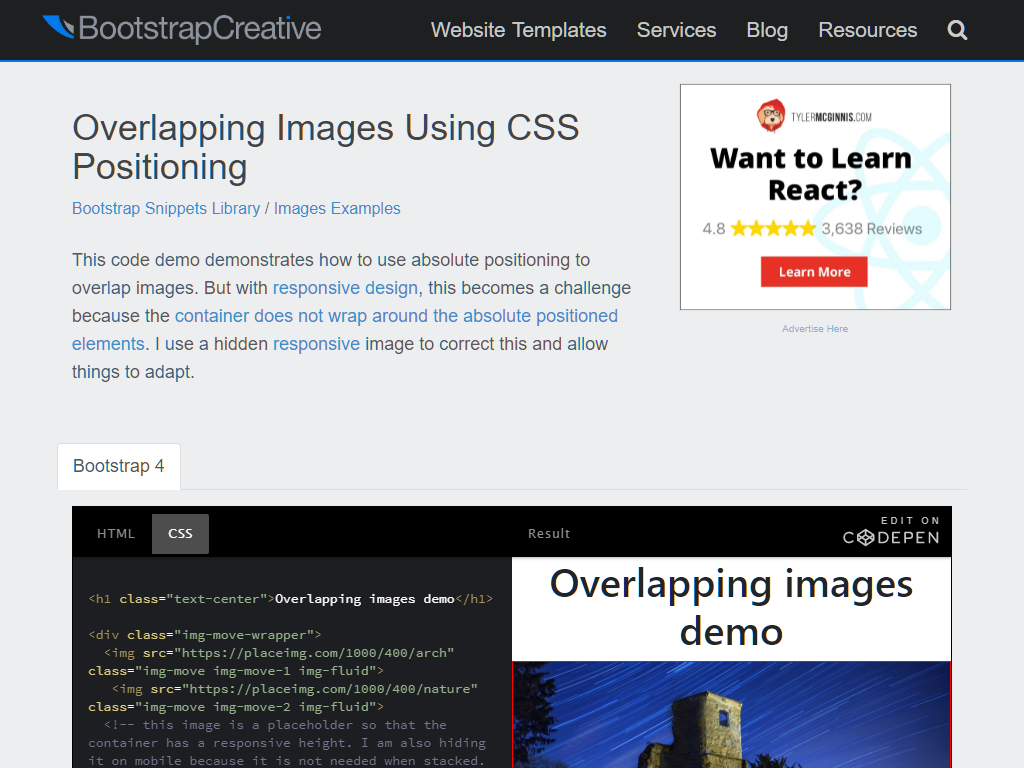 BootstrapCreative
Website Templates
Services
Blog
Resources
Overlapping Images Using CSS
Positioning
Bootstrap Snippets Library / Images Examples
This code demo demonstrates how to use absolute positioning to
overlap images. But with responsive design, this becomes a challenge
because the container does not wrap around the absolute positioned
elements. I use a hidden responsive image to correct this and allow
things to adapt.
TYLERMCGINNIS.COM
Want to Learn
React?
4.8 ★★★★★ 3,638 Reviews
Learn More
Advertise Here
Bootstrap 4
HTML
CSS
Result
EDIT ON
CODEPEN
<h1 class="text-center">Overlapping images demo</h1>
<div class="img-move-wrapper">
<img src="https://placeimg.com/1000/400/arch"
class="img-move img-move-1 img-fluid">
<img src="https://placeimg.com/1000/400/nature"
class="img-move img-move-2 img-fluid">
<!-- this image is a placeholder so that the
container has a responsive height. I am also hiding
it on mobile because it is not needed when stacked.
Overlapping images
demo